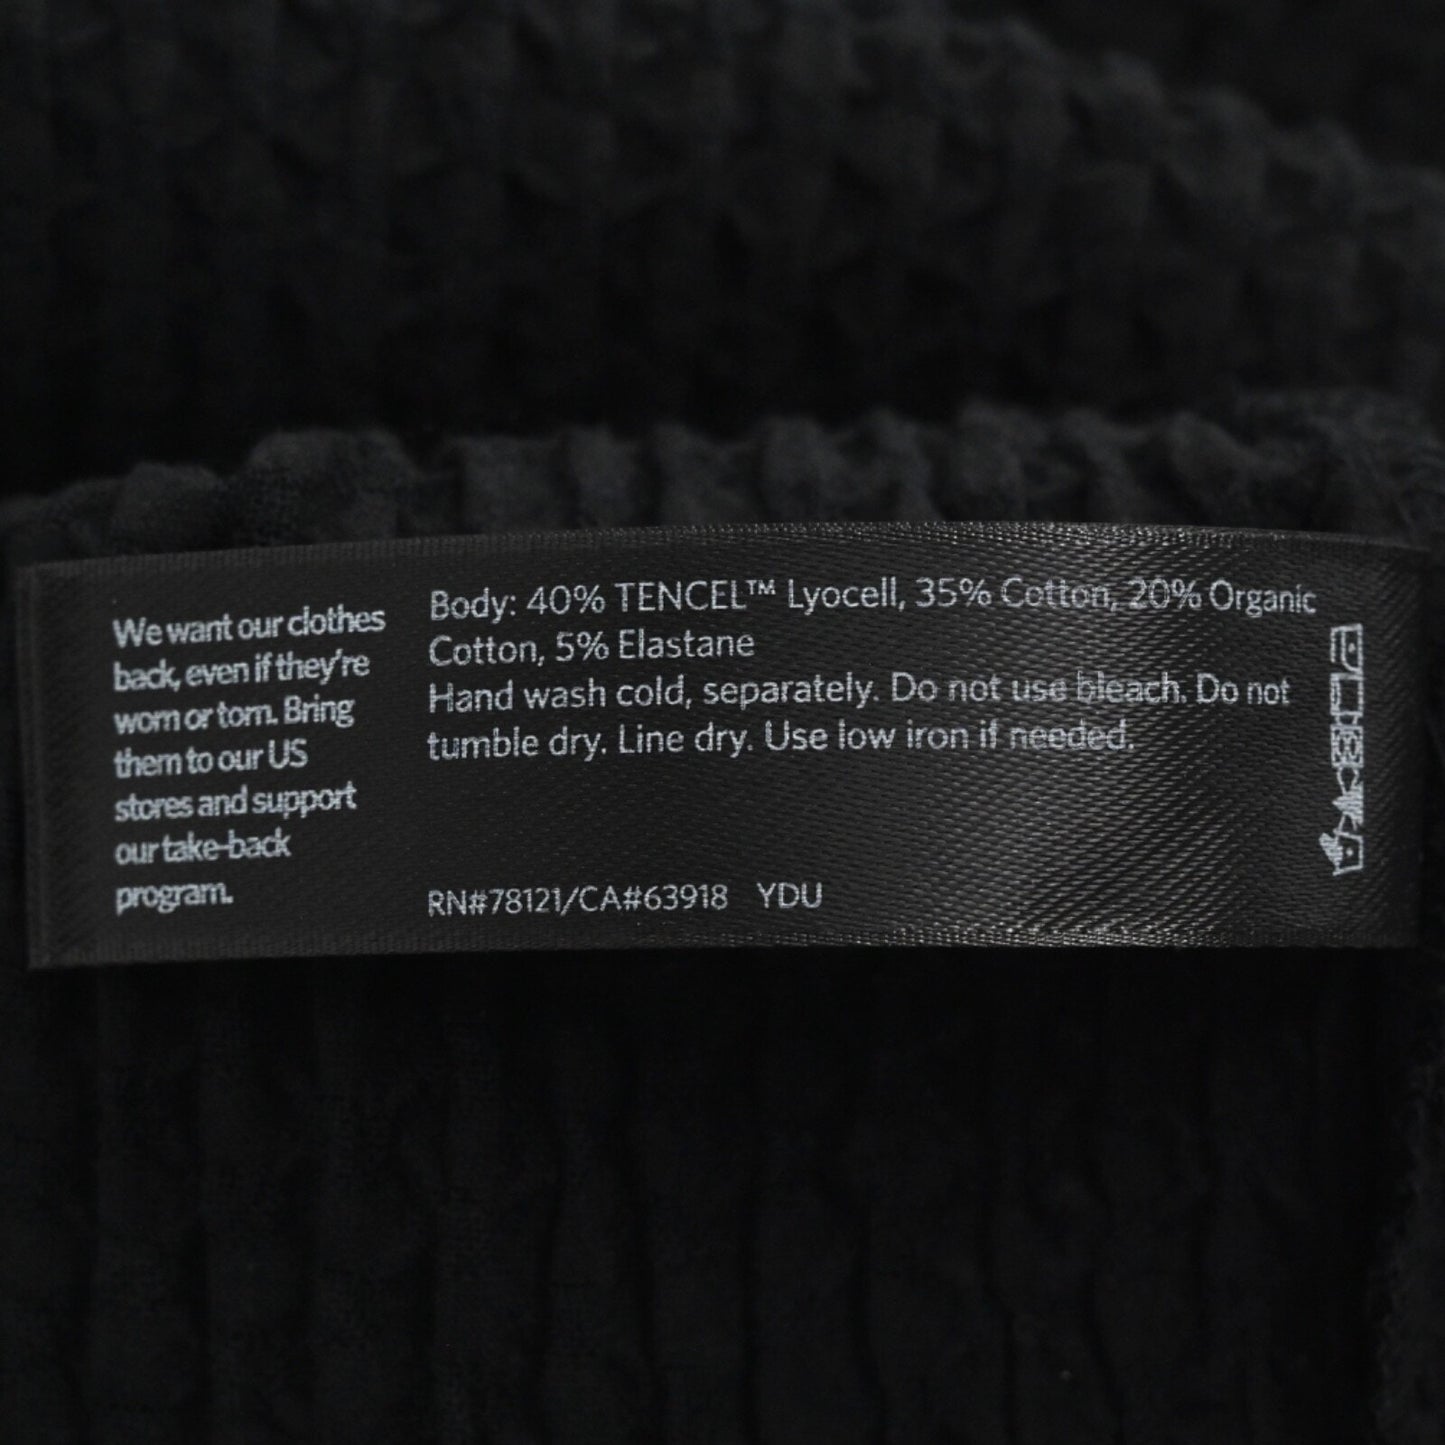 We want our clothes
back, even if they're
worn or torn. Bring
them to our US
stores and support
our take-back
program.
Body: 40% TENCEL™ Lyocell, 35% Cotton, 20% Organic
Cotton, 5% Elastane
Hand wash cold, separately. Do not use bleach. Do not
tumble dry. Line dry. Use low iron if needed.
RN#78121/CA#63918 YDU